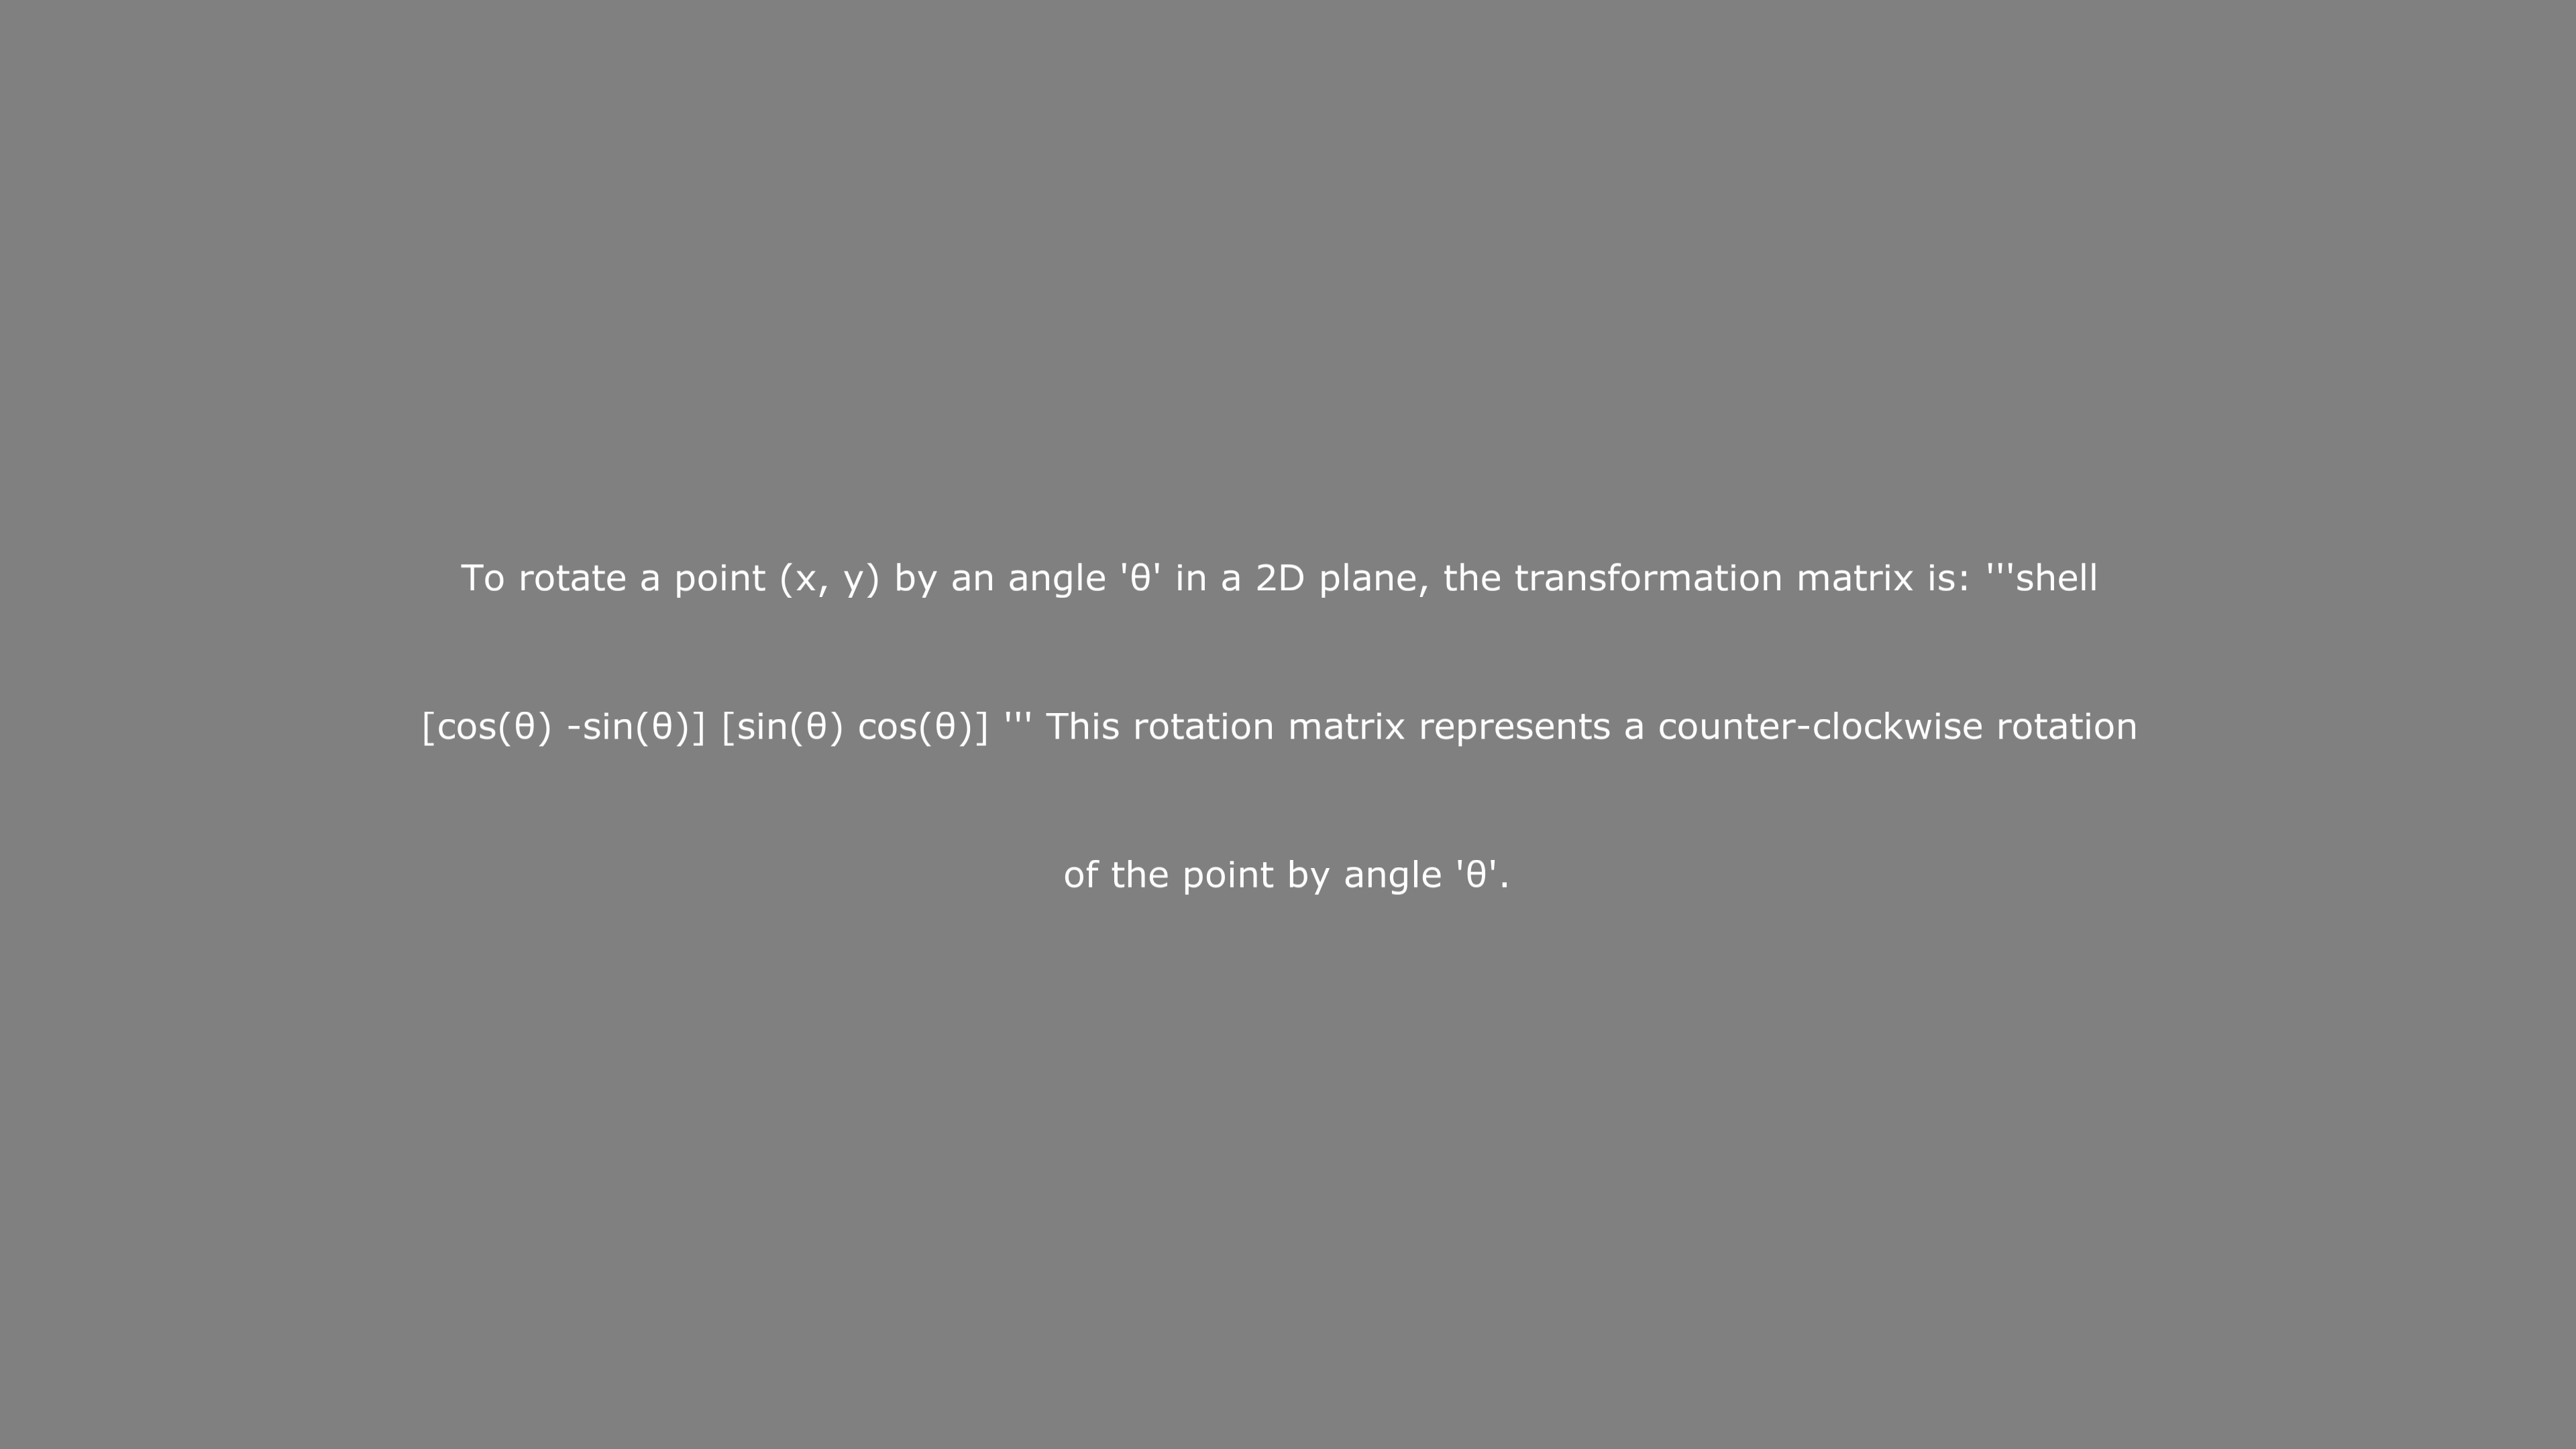 To rotate a point (x, y) by an angle 'θ' in a 2D plane, the transformation matrix is: '''shell
[cos(θ) -sin(θ)] [sin(θ) cos(θ)] ''' This rotation matrix represents a counter-clockwise rotation
of the point by angle 'θ'.